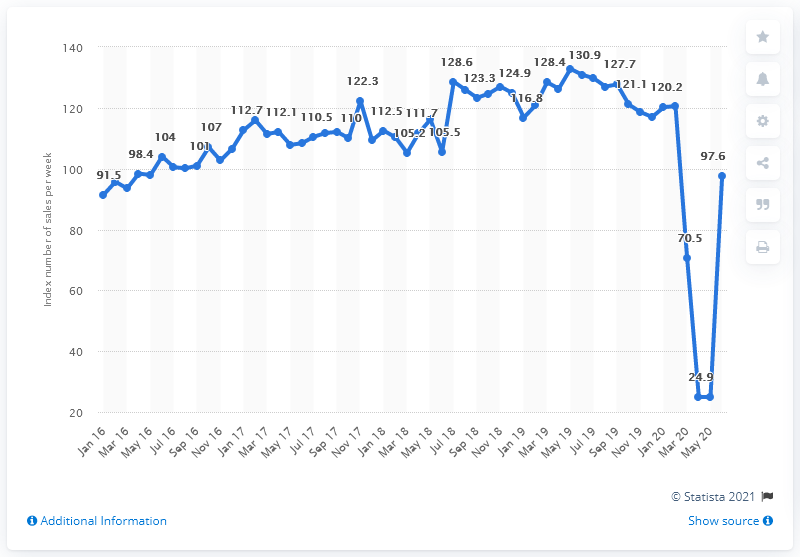 140
120
100
80
60
40
20
Index number of sales per week
91.5
98.4
104
101
107
112.7
112.1
110.5
110
122.3
112.5
105.2
111.7
105.5
128.6
123.3
124.9
116.8
128.4
130.9
127.7
121.1
120.2
70.5
24.9
97.6
Jan 16
Mar 16
May 16
Jul 16
Sep 16
Nov 16
Jan 17
Mar 17
May 17
Jul 17
Sep 17
Nov 17
Jan 18
Mar 18
May 18
Jul 18
Sep 18
Nov 18
Jan 19
Mar 19
May 19
Jul 19
Sep 19
Nov 19
Jan 20
Mar 20
May 20
© Statista 2021
Additional Information
Show source